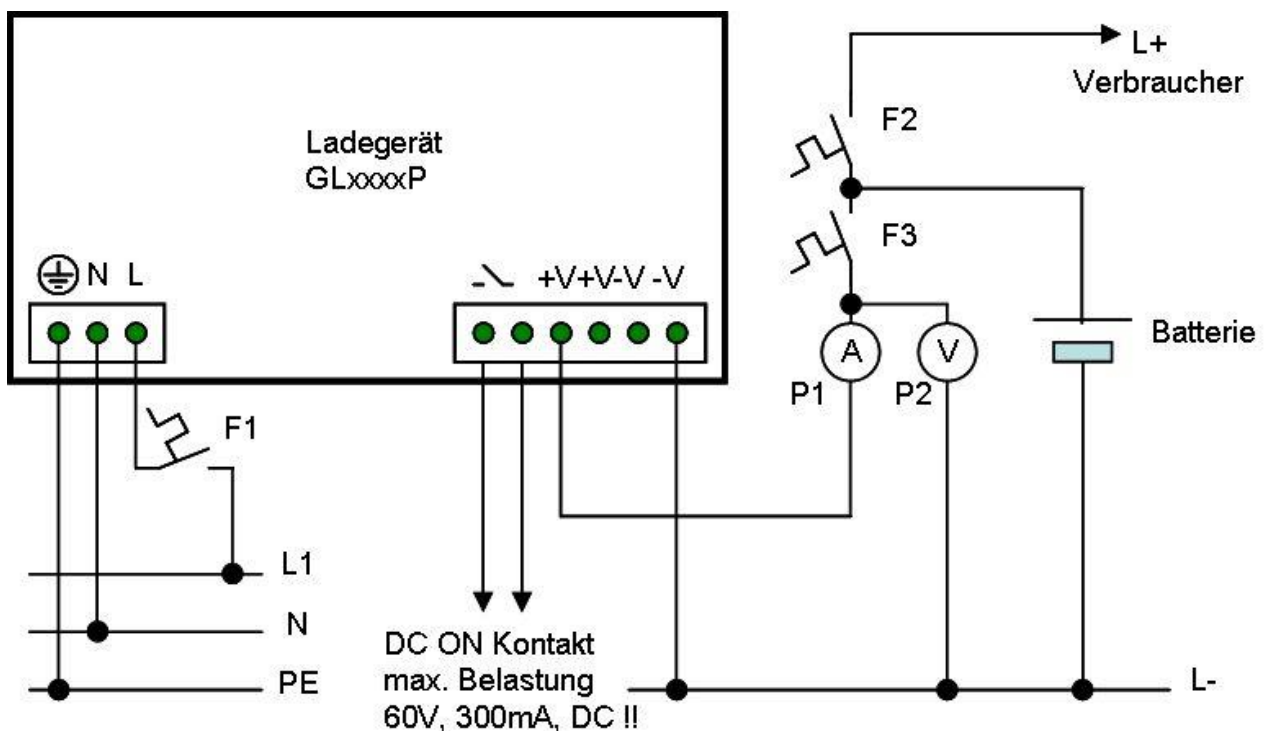 Ladegerät
GLxxxxP
N L
+V+V-V -V
F1
L1
N
PE
DC ON Kontakt
max. Belastung
60V, 300mA, DC !!
L+
Verbraucher
F2
F3
A
V
P1
P2
Batterie
L-